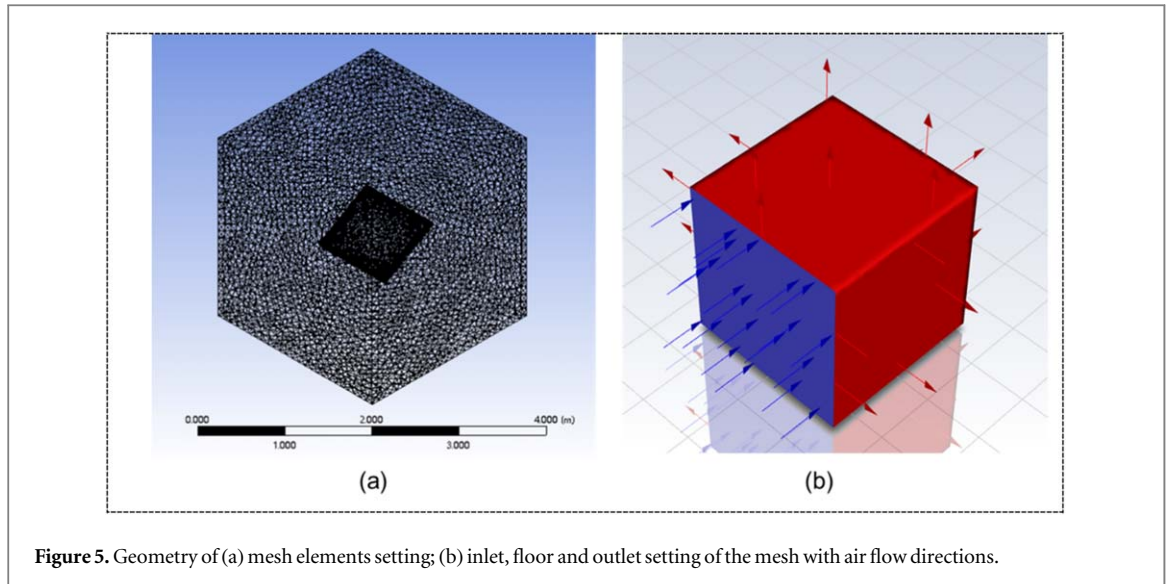 0.000 2.000 4.000 (m)
1.000 3.000
(a) (b)
Figure 5. Geometry of (a) mesh elements setting; (b) inlet, floor and outlet setting of the mesh with air flow directions.